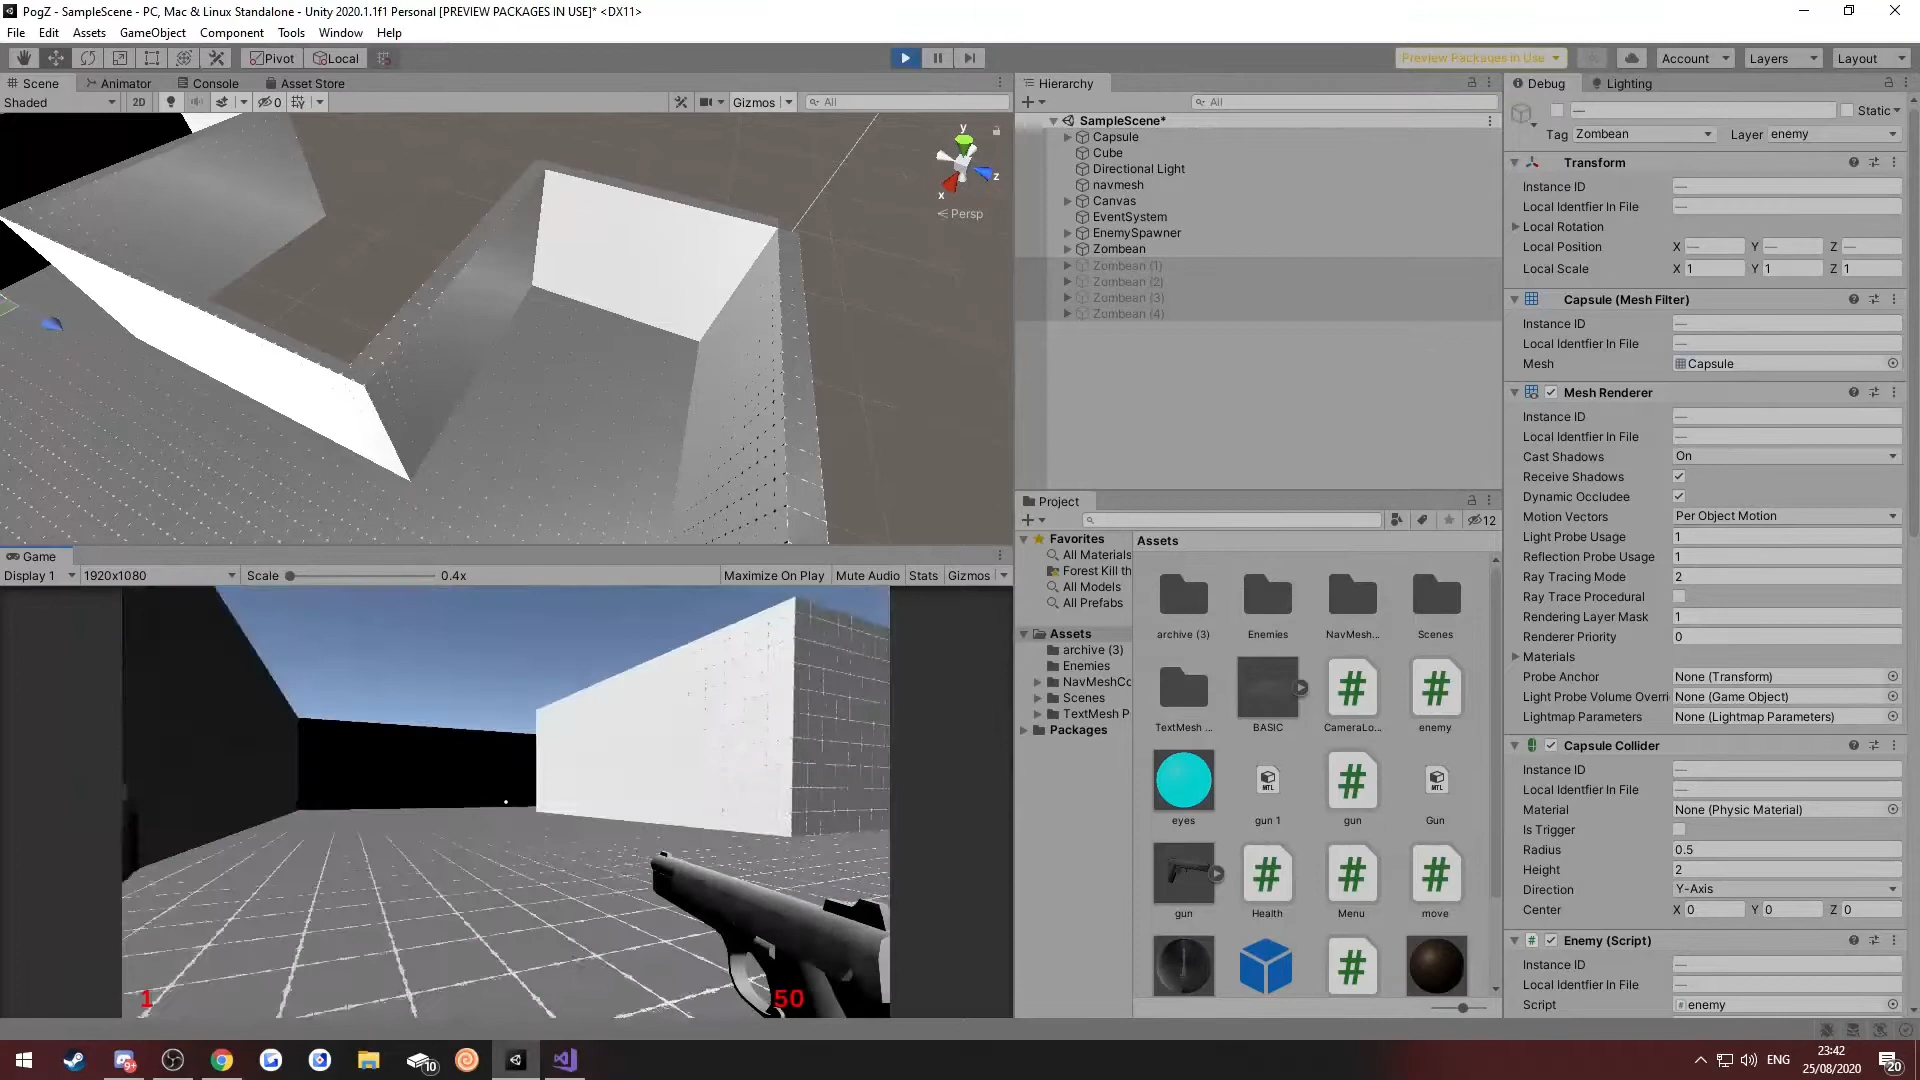 PogZ - SampleScene - PC, Mac & Linux Standalone - Unity 2020.1.1f1 Personal [PREVIEW PACKAGES IN USE]* <DX11>
File Edit Assets GameObject Component Tools Window Help
Pivot Local Preview Packages in Use Account Layers Layout
Scene Animator Console Asset Store
Shaded 2D 0 Gizmos All
y
z
x
Persp
Hierarchy
All
SampleScene*
Capsule
Cube
Directional Light
navmesh
Canvas
EventSystem
EnemySpawner
Zombean
Zombean (1)
Zombean (2)
Zombean (3)
Zombean (4)
Game
Display 1 1920x1080 Scale 0.4x Maximize On Play Mute Audio Stats Gizmos
1
50
Project
12
Favorites
All Materials
Forest Kill th
All Models
All Prefabs
Assets
archive (3)
Enemies
NavMeshCo
Scenes
TextMesh P
Packages
Assets
archive (3) Enemies NavMesh... Scenes
TextMesh ... BASIC CameraLo... enemy
MTL MTL
eyes gun 1 gun Gun
gun Health Menu move
Debug Lighting
— Static
Tag Zombean Layer enemy
Transform
Instance ID —
Local Identfier In File —
Local Rotation
Local Position X — Y — Z —
Local Scale X 1 Y 1 Z 1
Capsule (Mesh Filter)
Instance ID —
Local Identfier In File —
Mesh Capsule
Mesh Renderer
Instance ID —
Local Identfier In File —
Cast Shadows On
Receive Shadows
Dynamic Occludee
Motion Vectors Per Object Motion
Light Probe Usage 1
Reflection Probe Usage 1
Ray Tracing Mode 2
Ray Trace Procedural
Rendering Layer Mask 1
Renderer Priority 0
Materials
Probe Anchor None (Transform)
Light Probe Volume Overri None (Game Object)
Lightmap Parameters None (Lightmap Parameters)
Capsule Collider
Instance ID —
Local Identfier In File —
Material None (Physic Material)
Is Trigger
Radius 0.5
Height 2
Direction Y-Axis
Center X 0 Y 0 Z 0
Enemy (Script)
Instance ID —
Local Identfier In File —
Script enemy
9+ 10 ENG 23:42
25/08/2020 20